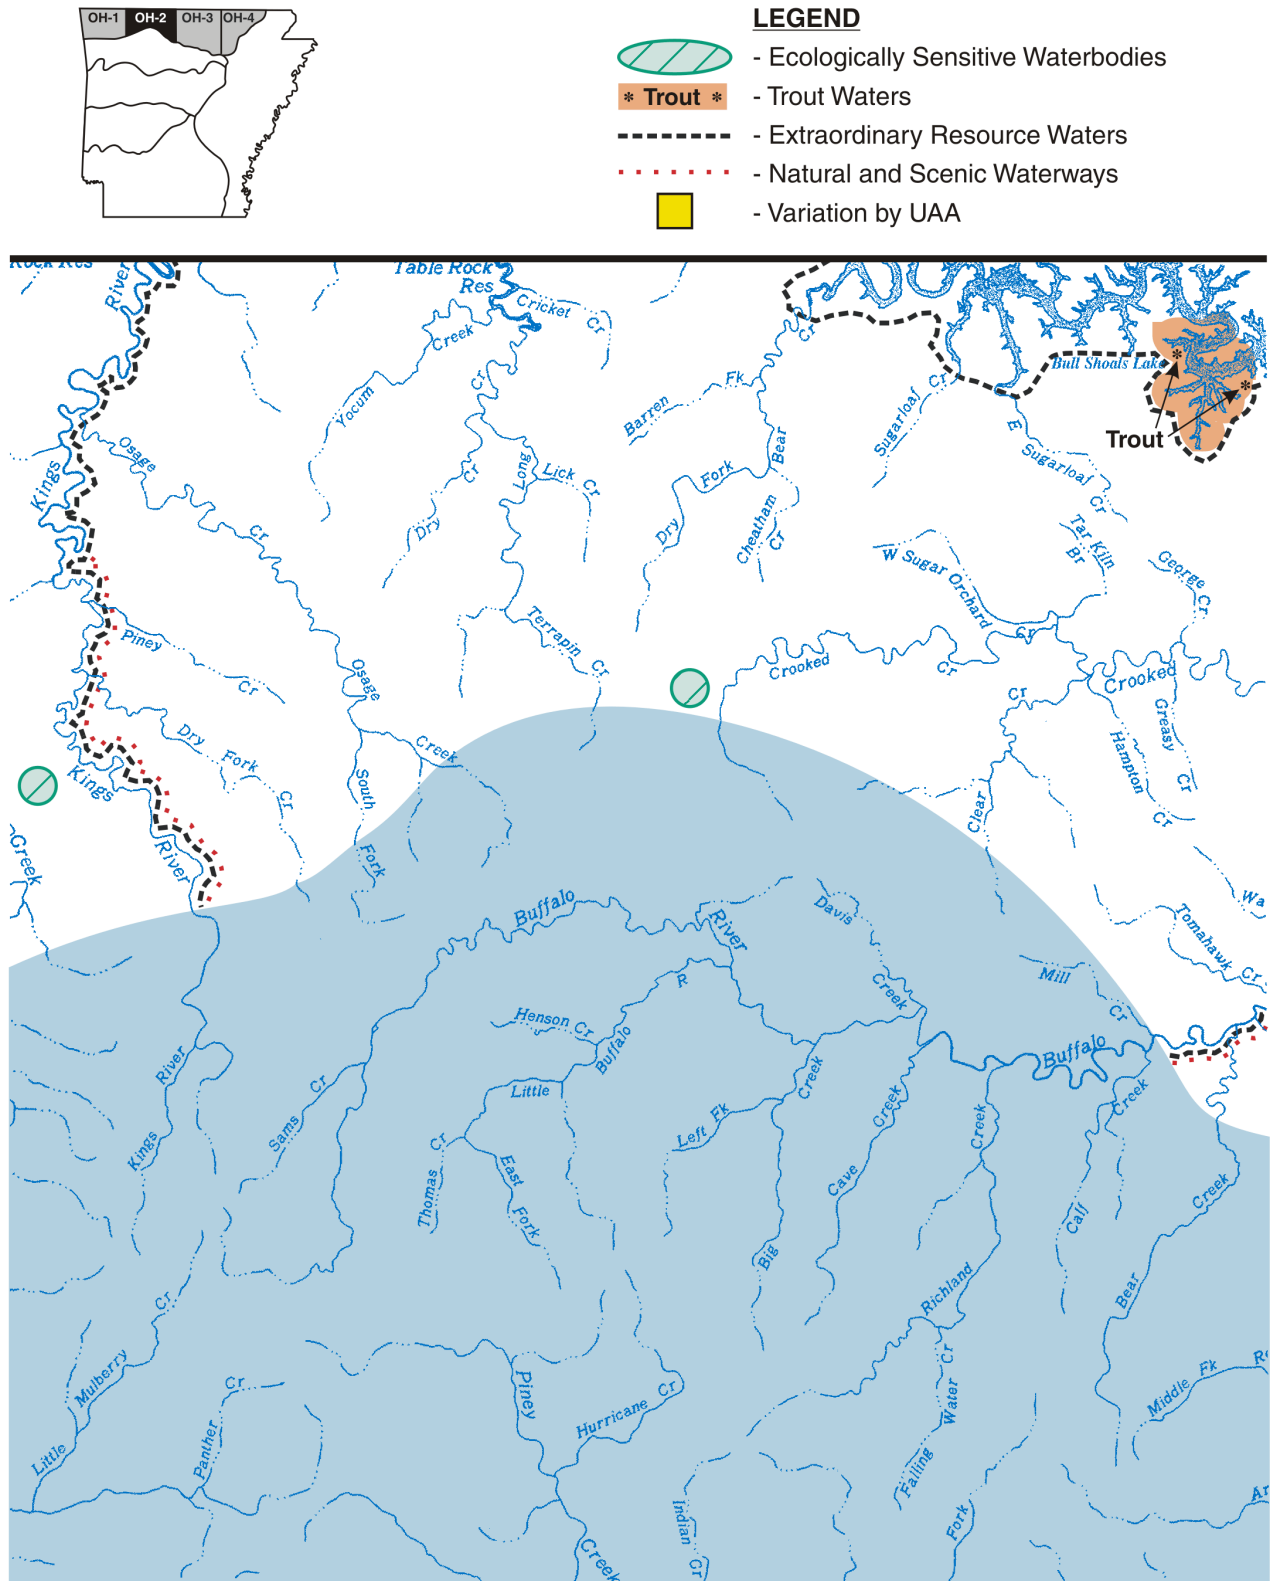 OH-1 OH-2 OH-3 OH-4
LEGEND
- Ecologically Sensitive Waterbodies
* Trout * - Trout Waters
- Extraordinary Resource Waters
- Natural and Scenic Waterways
- Variation by UAA
Rock Res
River
Table Rock
Res
Cricket
Cr
Creek
Yocum
Cr
Cr
Fk
Barren
Bear
Sugarloaf Cr
Bull Shoals Lake
*
*
Trout
E
Sugarloaf
Cr
Osage
Cr
Kings
Long
Lick Cr
Cr
Dry
Dry
Fork
Cheatham
Cr
Tar Kiln
Br
W Sugar Orchard
Cr
George
Cr
Piney
Cr
Terrapin
Cr
Osage
Crooked
Cr
Crooked
Cr
Greasy
Cr
Hampton
Cr
Dry
Fork
Cr
Creek
South
Fork
Kings
River
Clear
Creek
Wa
Tomahawk
Cr
Buffalo
River
Davis
Creek
Mill
Cr
R
Henson Cr
Buffalo
Buffalo
Little
River
Kings
Sams
Cr
Creek
Left Fk
Creek
Cave
Creek
Creek
Calf
Creek
Cr
Thomas
East
Fork
Big
Bear
Richland
Cr
Mulberry
Little
Cr
Panther
Piney
Hurricane
Cr
Cr
Water
Falling
Middle
Fk
Indian
Cr
Fork
Creek
Ar